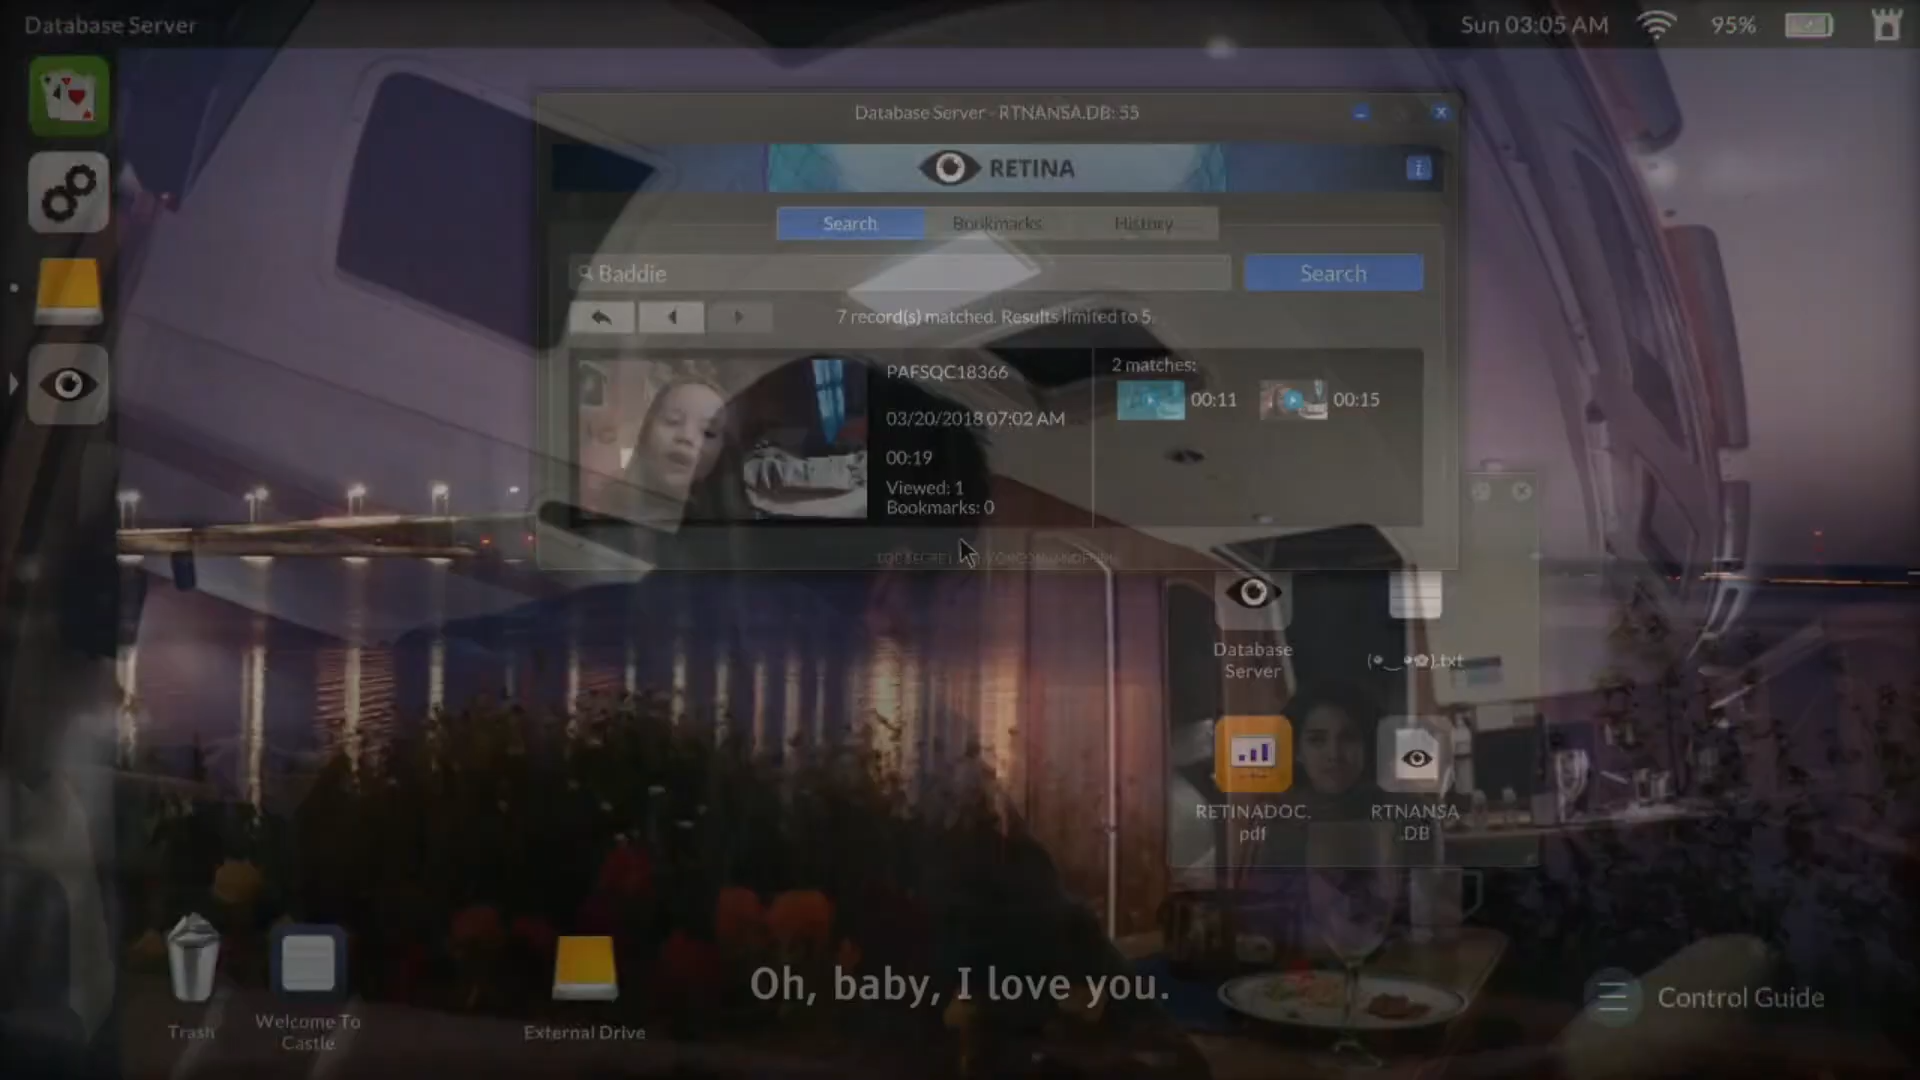 Database Server
Sun 03:05 AM
95%
Database Server - RTNANSA.DB: 55
RETINA
i
Search
Bookmarks
History
Baddie
Search
7 record(s) matched. Results limited to 5.
PAFSQC18366
03/20/2018 07:02 AM
00:19
Viewed: 1
Bookmarks: 0
2 matches:
00:11
00:15
Database
Server
(◕‿◕✿).txt
RETINADOC.
pdf
RTNANSA
.DB
Trash
Welcome To
Castle
External Drive
Oh, baby, I love you.
Control Guide